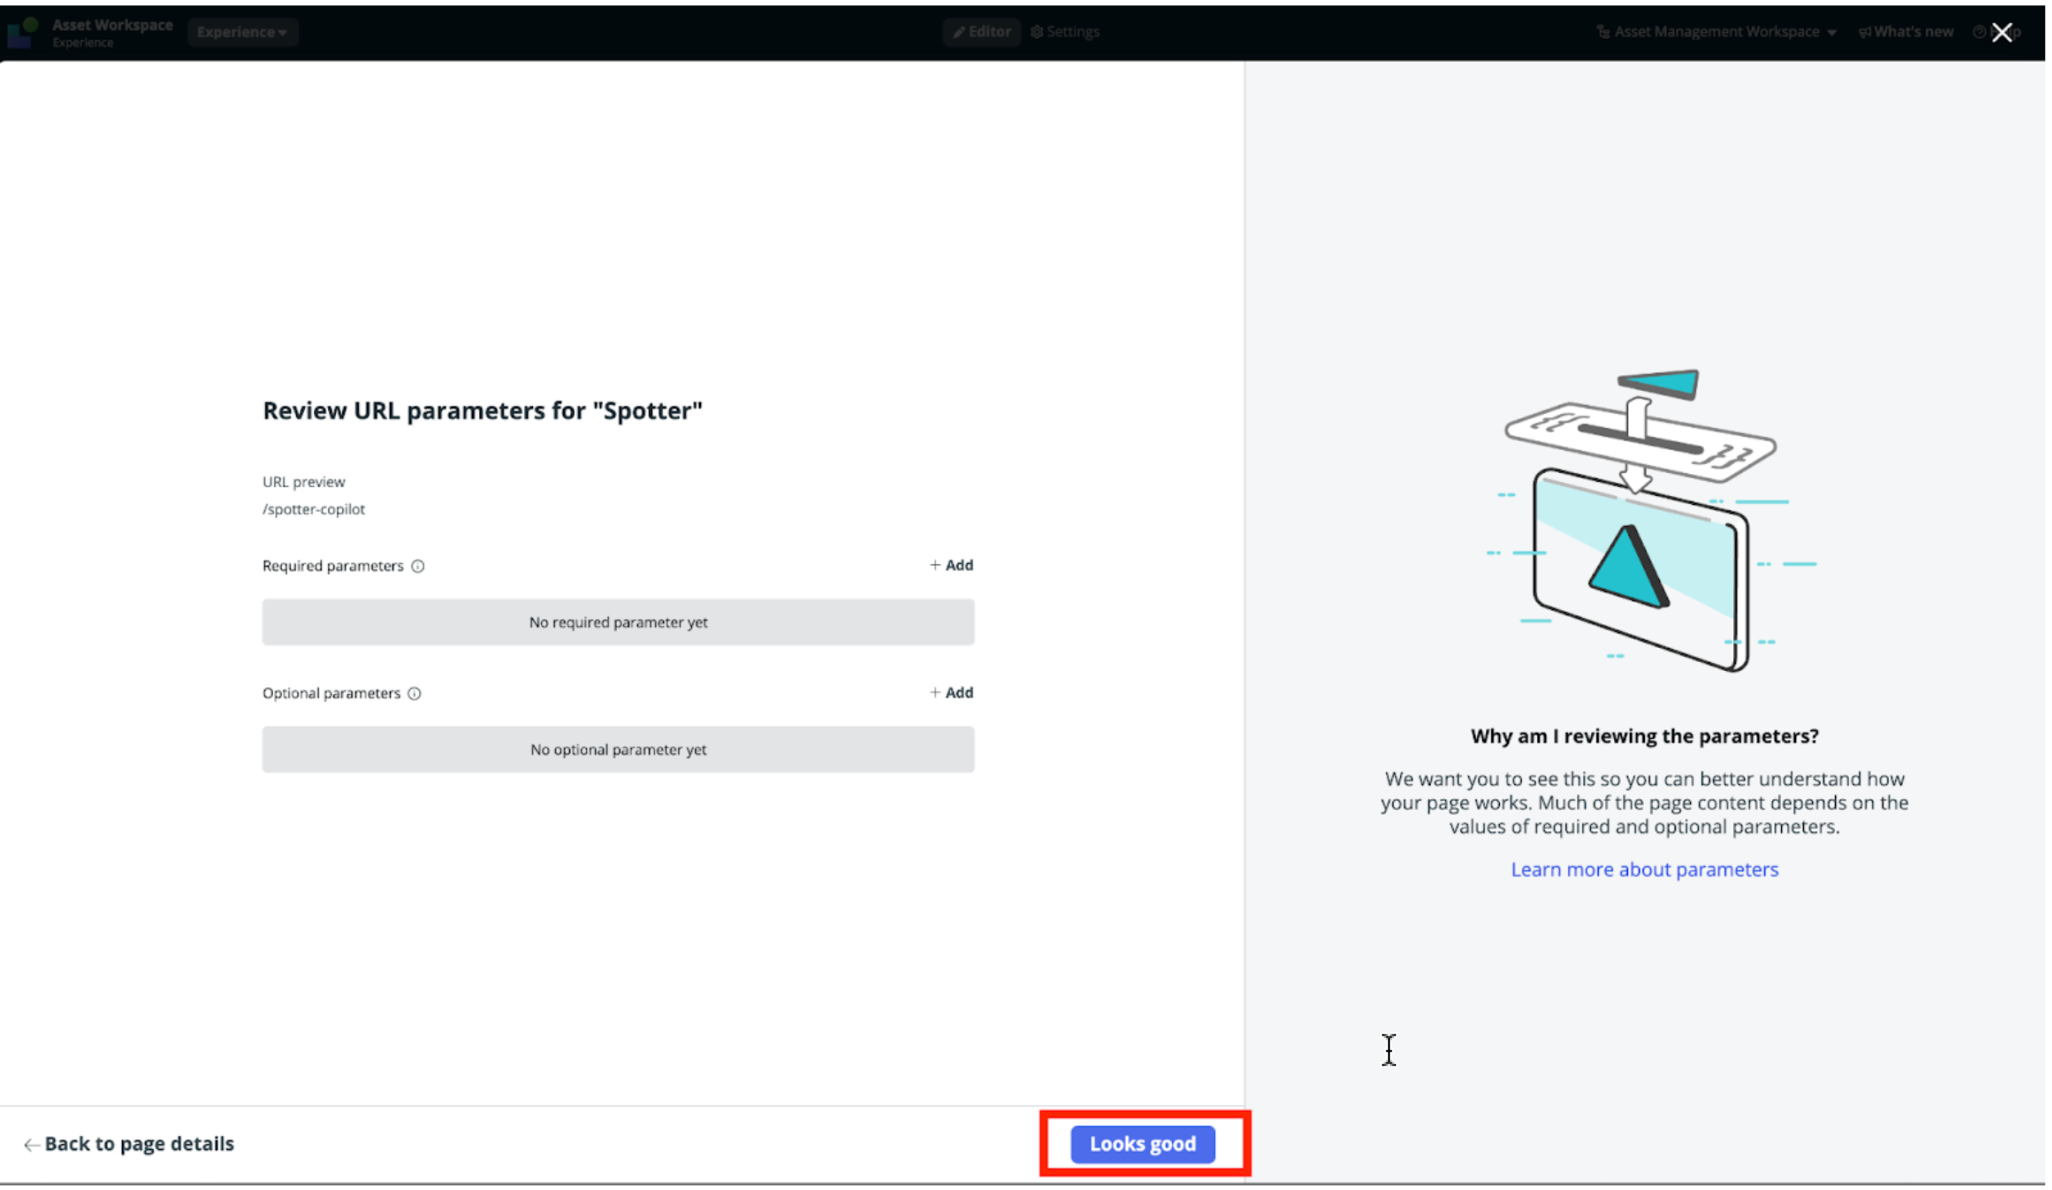 Asset Workspace
Experience
Experience
Editor
Settings
Asset Management Workspace
What's new
Review URL parameters for "Spotter"
URL preview
/spotter-copilot
Required parameters
+ Add
No required parameter yet
Optional parameters
+ Add
No optional parameter yet
Why am I reviewing the parameters?
We want you to see this so you can better understand how
your page works. Much of the page content depends on the
values of required and optional parameters.
Learn more about parameters
← Back to page details
Looks good